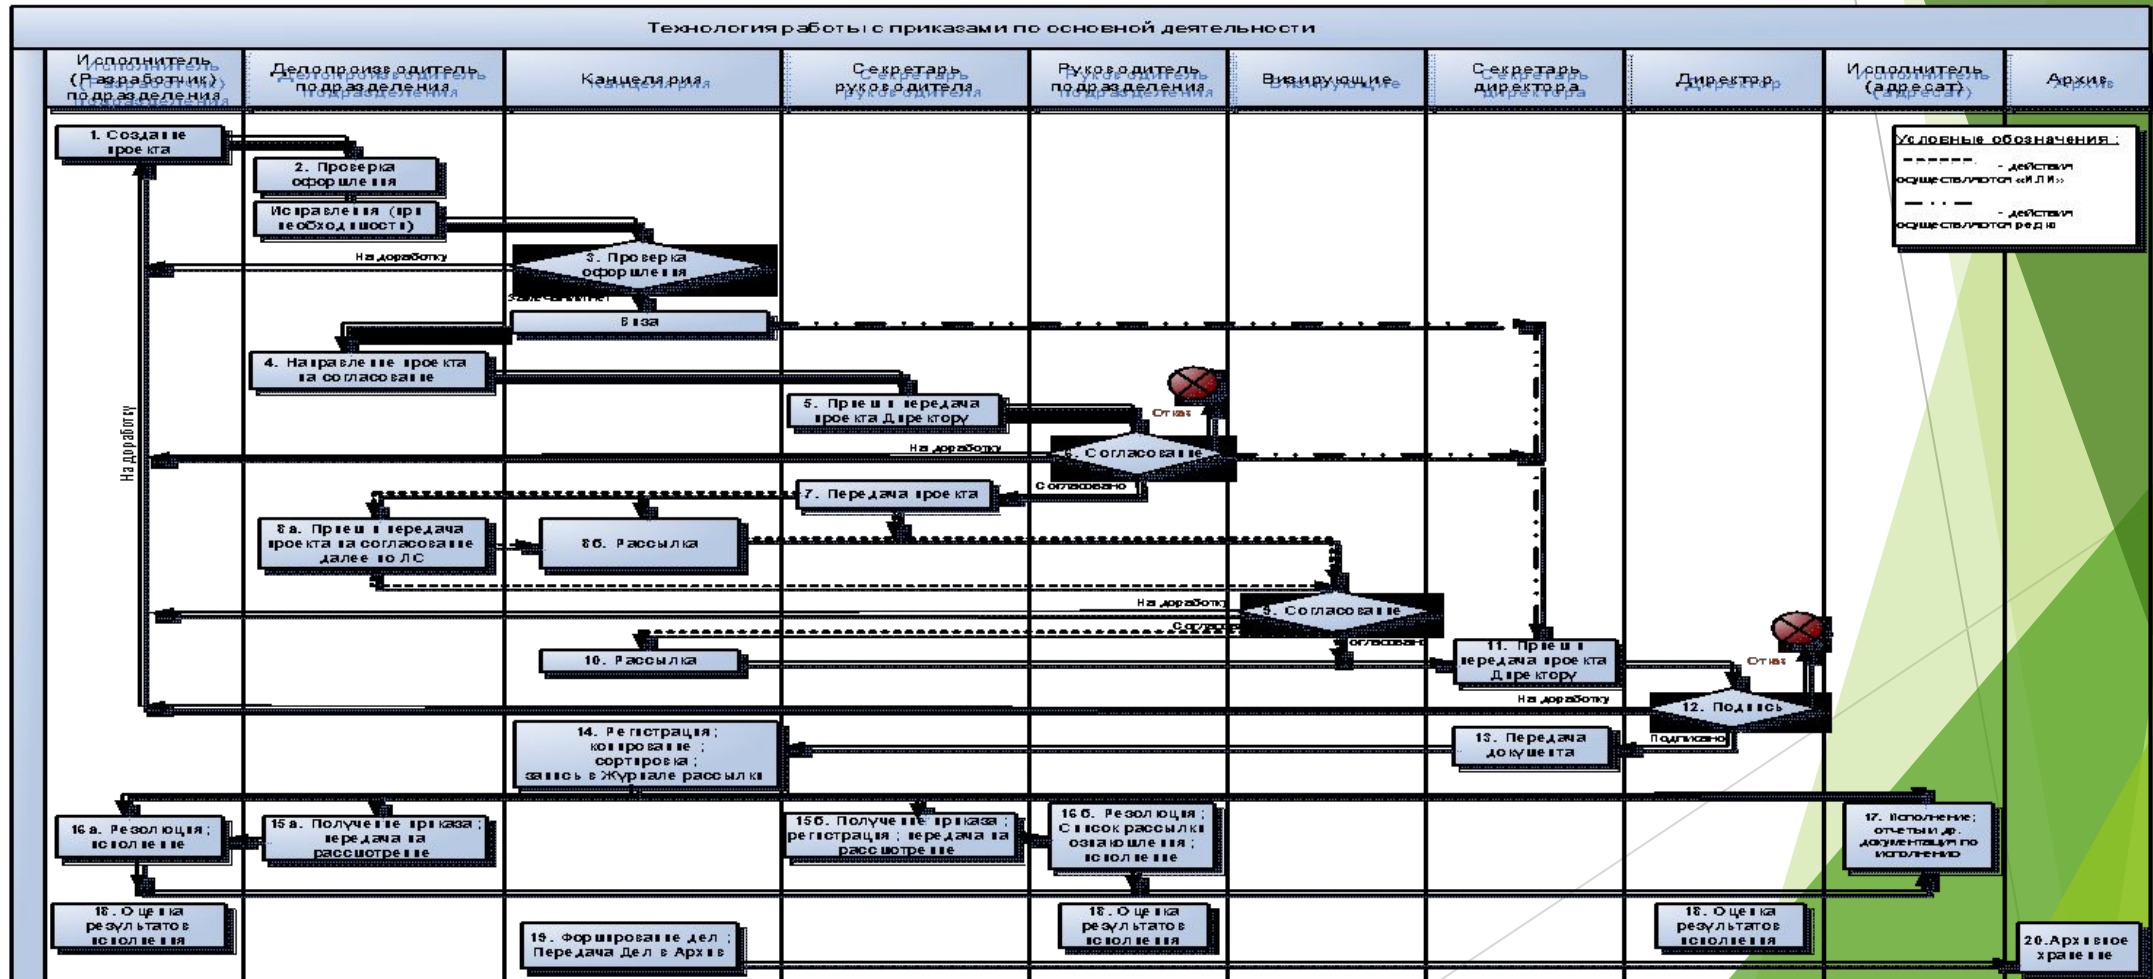 Технология работы с приказами по основной деятельности
Исполнитель
(Разработчик)
подразделения
Делопроизводитель
подразделения
Канцелярия
Секретарь
руководителя
Руководитель
подразделения
Визирующие
Секретарь
директора
Директор
Исполнитель
(адресат)
Архив
1. Создание
проекта
2. Проверка
оформления
Исправления (при
необходимости)
Условные обозначения :
- действия
осуществляются «ИЛИ»
- действия
осуществляются редко
На доработку
3. Проверка
оформления
Замечаний нет
Виза
4. Направление проекта
на согласование
5. Прием и передача
проекта Директору
Отказ
На доработку
6. Согласование
Согласовано
На доработку
7. Передача проекта
8а. Прием и передача
проекта на согласование
далее по ЛС
8б. Рассылка
На доработку
9. Согласование
10. Рассылка
11. Прием и
передача проекта
Директору
Отказ
На доработку
12. Подпись
Подписано
13. Передача
документа
14. Регистрация ;
копирование ;
сортировка ;
запись в Журнале рассылки
16а. Резолюция ;
исполнение
15а. Получение приказа ;
передача на
рассмотрение
15б. Получение приказа ;
регистрация ; передача на
рассмотрение
16б. Резолюция ;
Список рассылки
ознакомления ;
исполнение
17. Исполнение;
отчеты и др.
документация по
исполнению
18. Оценка
результатов
исполнения
19. Формирование дел ;
Передача Дел в Архив
18. Оценка
результатов
исполнения
18. Оценка
результатов
исполнения
20.Архивное
хранение